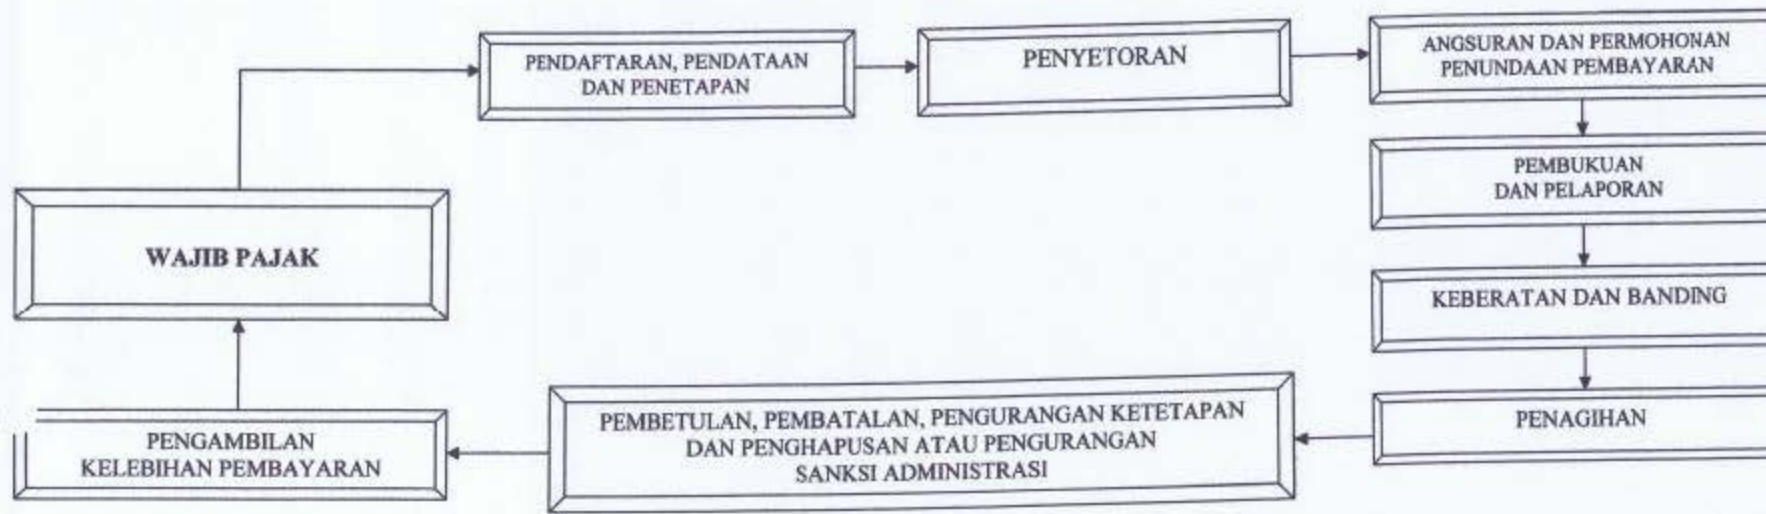 PENDAFTARAN, PENDATAAN
DAN PENETAPAN
PENYETORAN
ANGSURAN DAN PERMOHONAN
PENUNDAAN PEMBAYARAN
PEMBUKUAN
DAN PELAPORAN
KEBERATAN DAN BANDING
PENAGIHAN
PEMBETULAN, PEMBATALAN, PENGURANGAN KETETAPAN
DAN PENGHAPUSAN ATAU PENGURANGAN
SANKSI ADMINISTRASI
PENGAMBILAN
KELEBIHAN PEMBAYARAN
WAJIB PAJAK